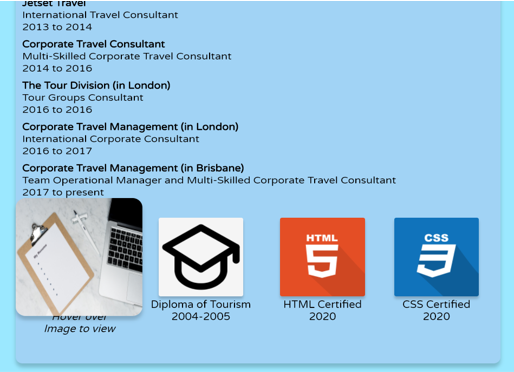 Jetset Travel
International Travel Consultant
2013 to 2014
Corporate Travel Consultant
Multi-Skilled Corporate Travel Consultant
2014 to 2016
The Tour Division (in London)
Tour Groups Consultant
2016 to 2016
Corporate Travel Management (in London)
International Corporate Consultant
2016 to 2017
Corporate Travel Management (in Brisbane)
Team Operational Manager and Multi-Skilled Corporate Travel Consultant
2017 to present
Hover over
Image to view
Diploma of Tourism
2004-2005
HTML
5
HTML Certified
2020
CSS
3
CSS Certified
2020